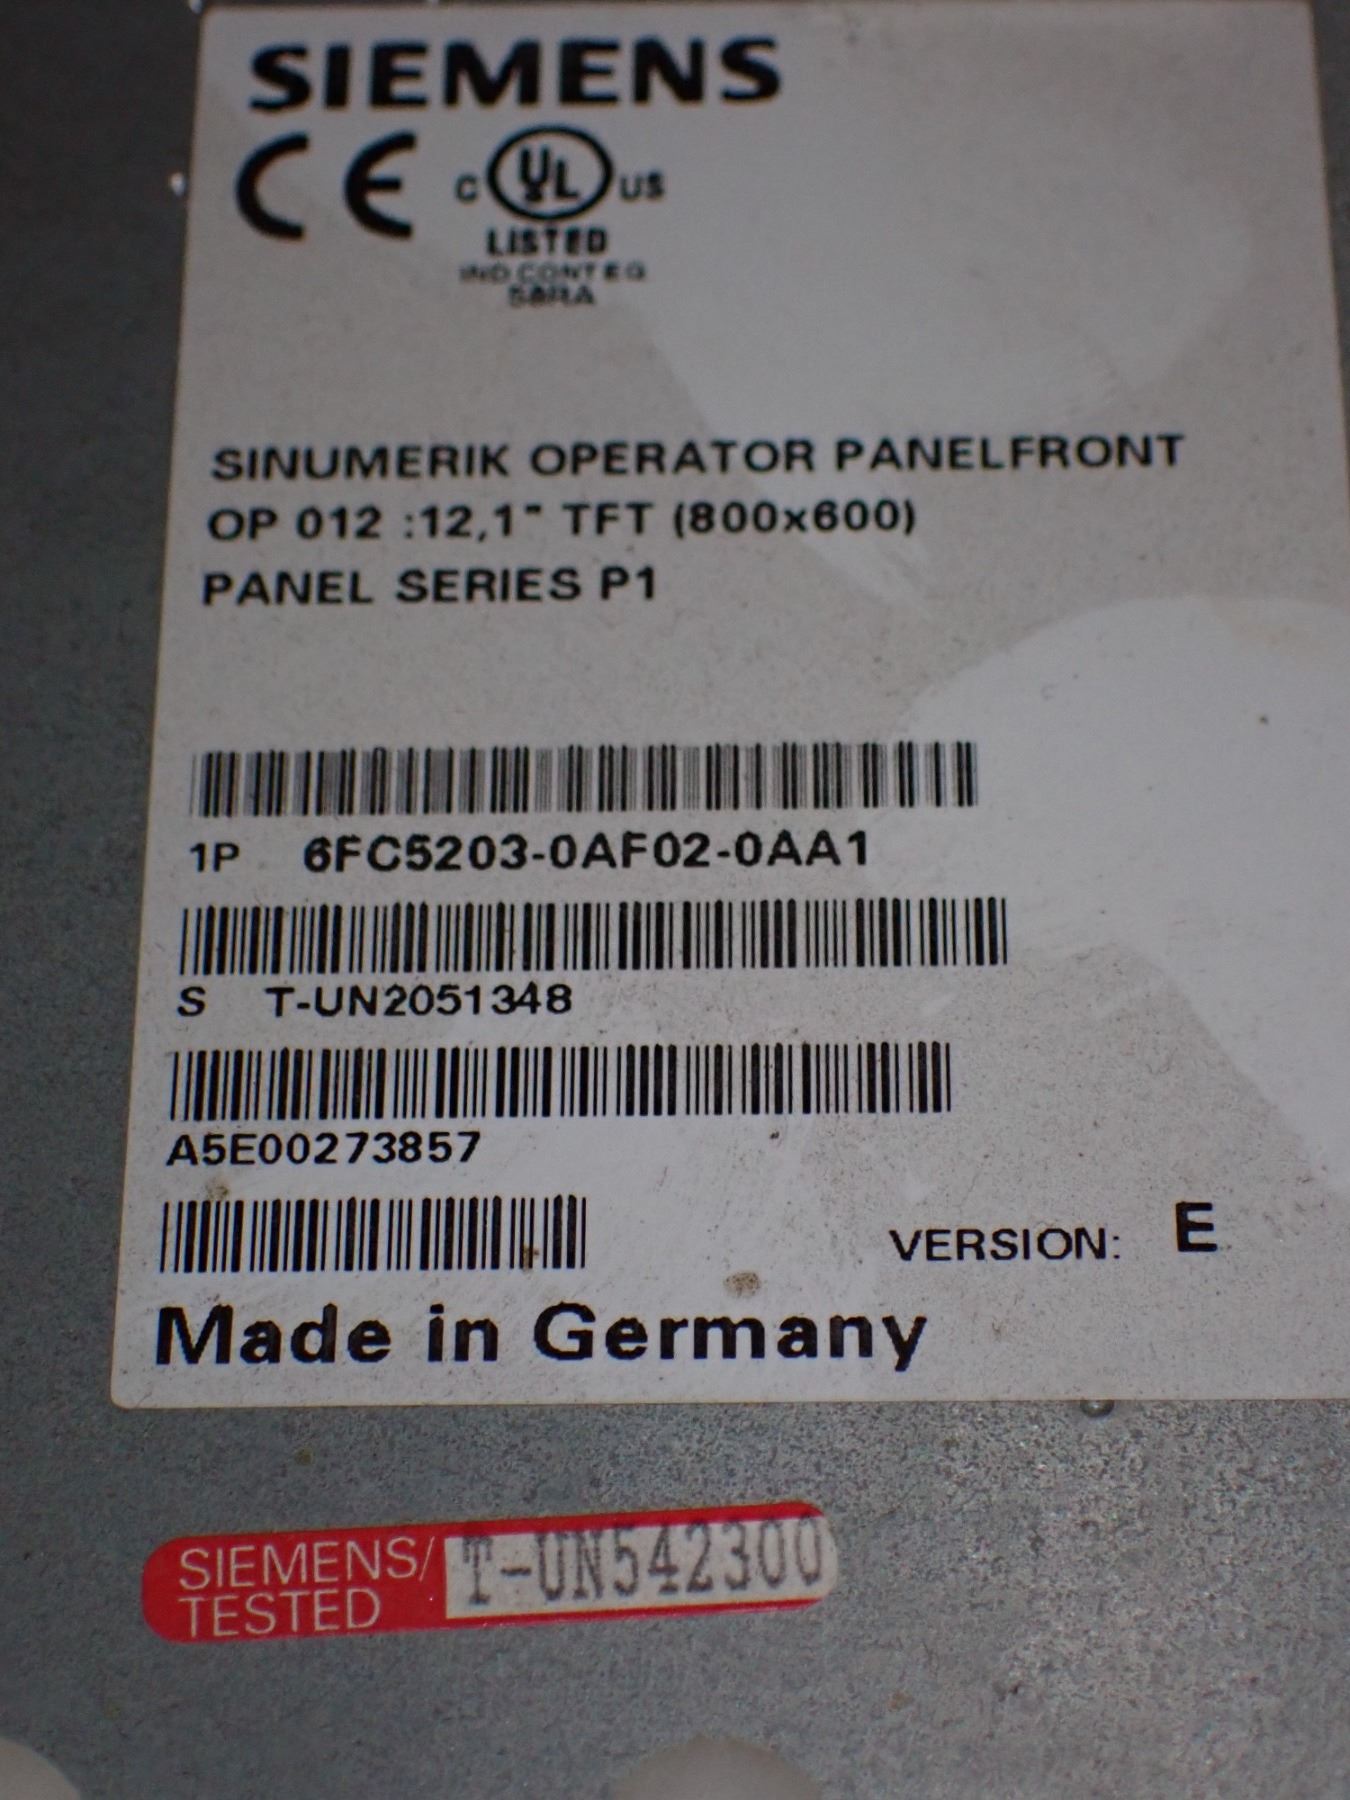 SIEMENS
CE C UL US
LISTED
IND CONT EQ
58RA
SINUMERIK OPERATOR PANELFRONT
OP 012 :12,1" TFT (800x600)
PANEL SERIES P1
1P 6FC5203-0AF02-0AA1
S T-UN2051348
A5E00273857
VERSION: E
Made in Germany
SIEMENS/ T-UN542300
TESTED